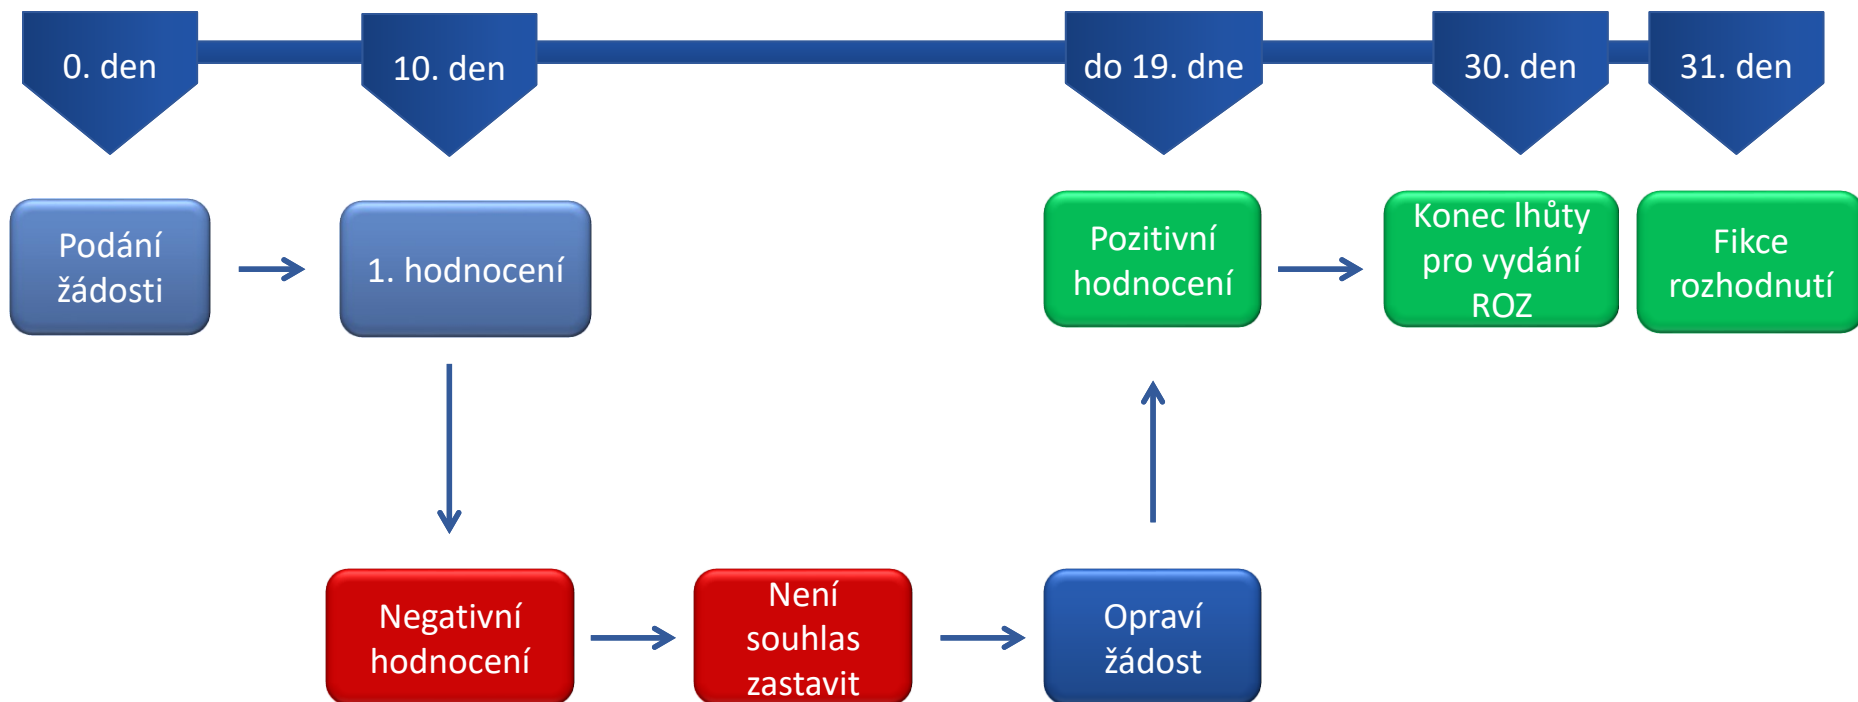 0. den
10. den
do 19. dne
30. den
31. den
Podání
žádosti
1. hodnocení
Pozitivní
hodnocení
Konec lhůty
pro vydání
ROZ
Fikce
rozhodnutí
Negativní
hodnocení
Není
souhlas
zastavit
Opraví
žádost